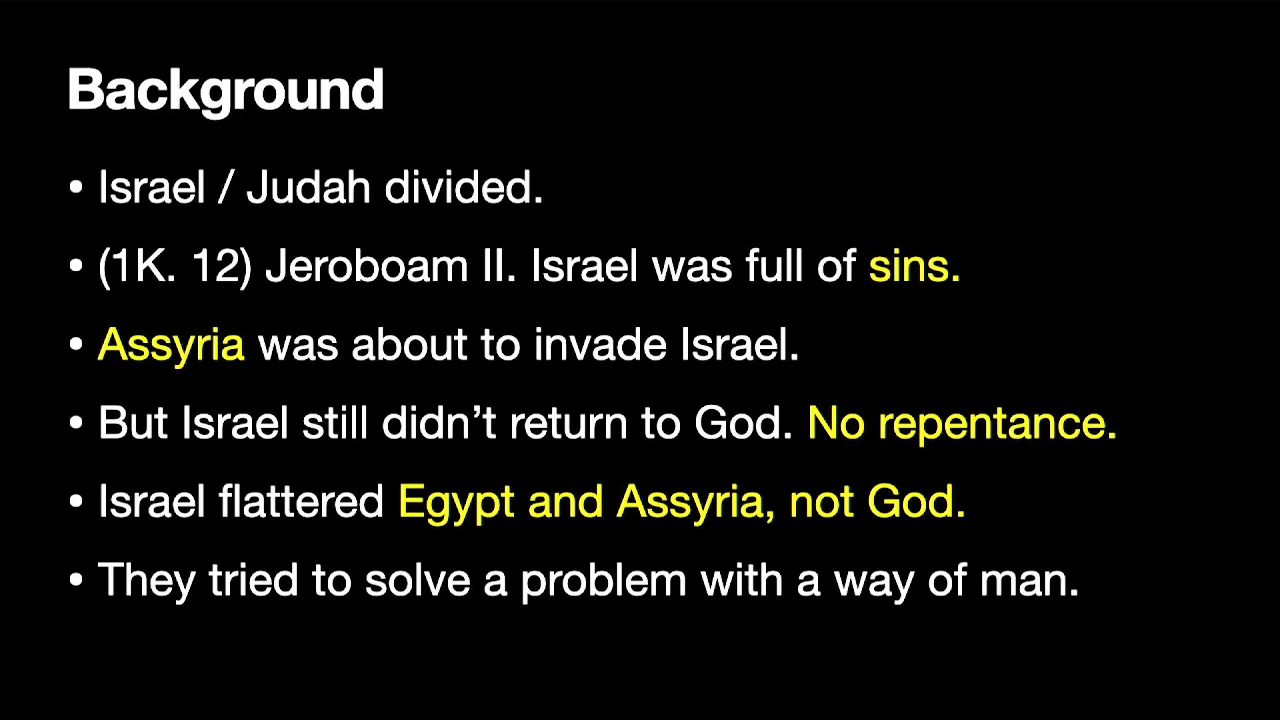 Background
• Israel / Judah divided.
• (1K. 12) Jeroboam II. Israel was full of sins.
• Assyria was about to invade Israel.
• But Israel still didn’t return to God. No repentance.
• Israel flattered Egypt and Assyria, not God.
• They tried to solve a problem with a way of man.